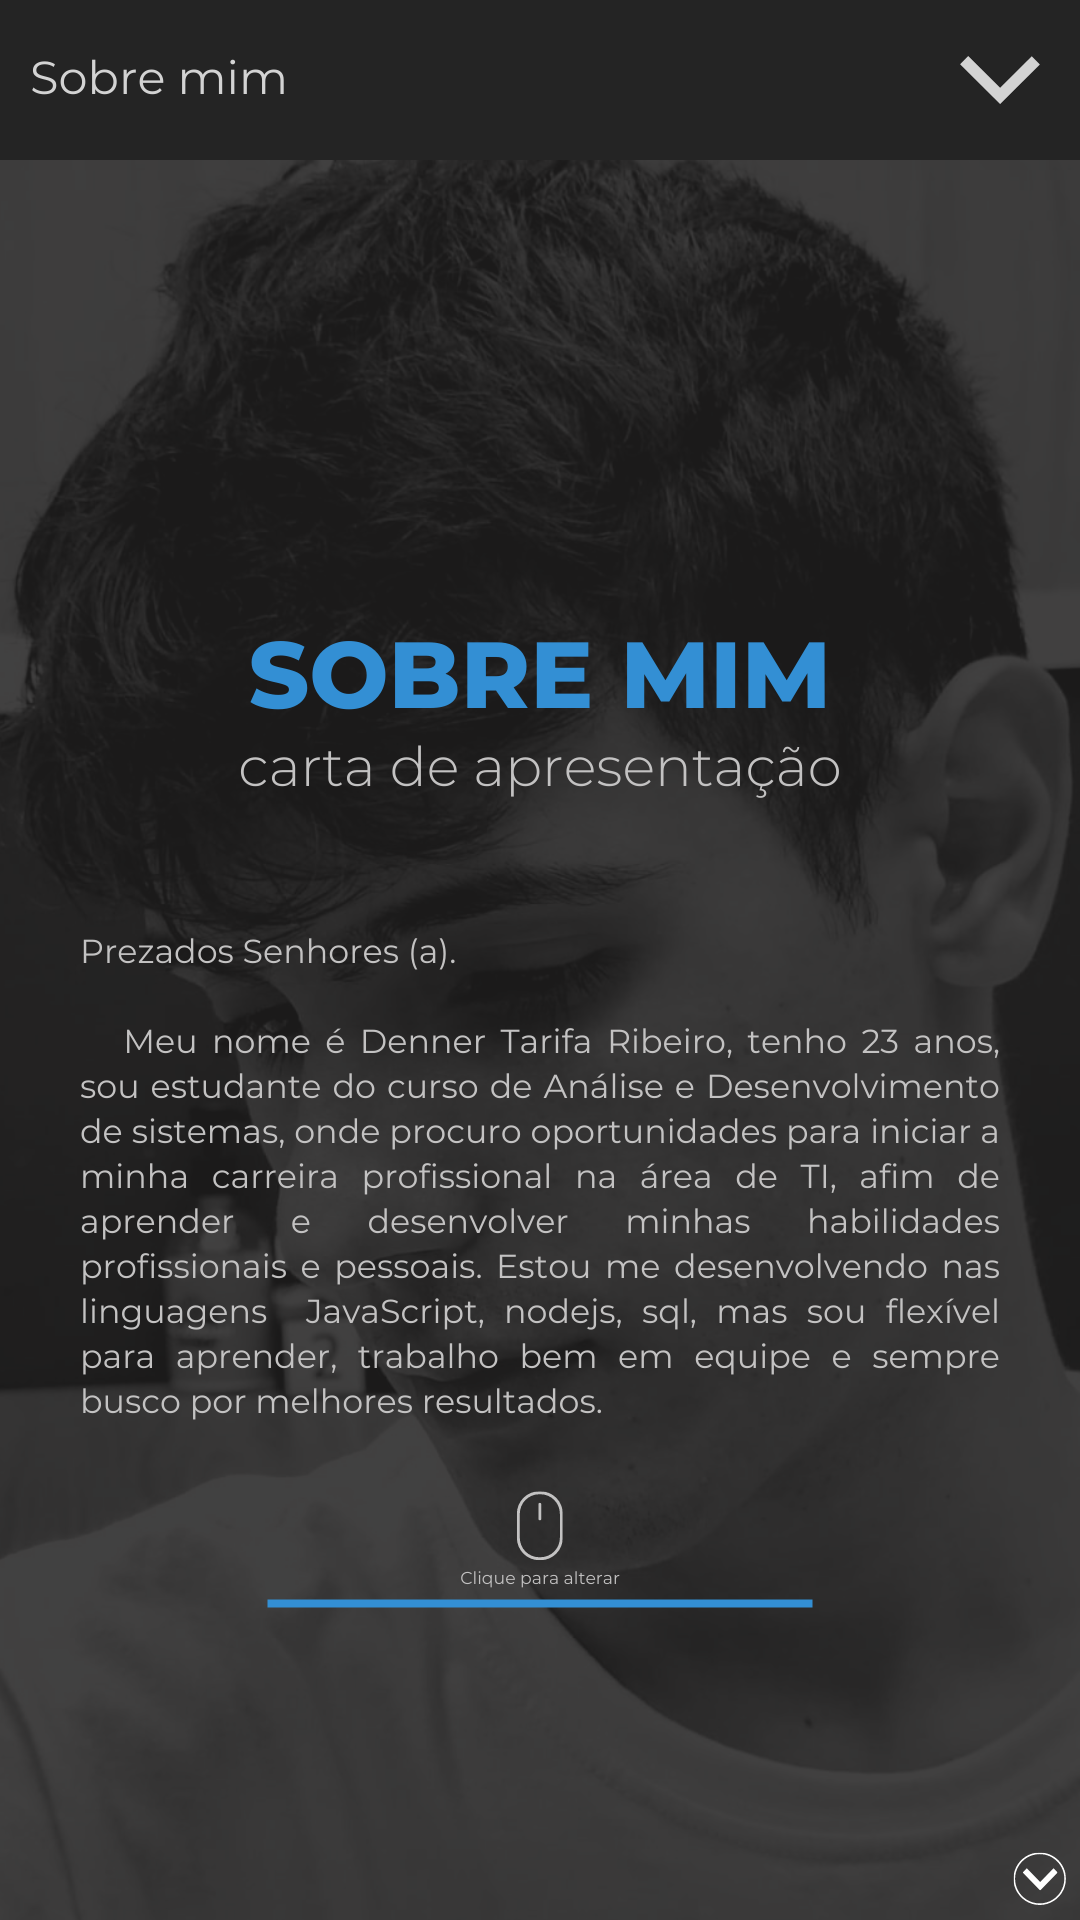 Sobre mim
SOBRE MIM
carta de apresentação
Prezados Senhores (a).
Meu nome é Denner Tarifa Ribeiro, tenho 23 anos,
sou estudante do curso de Análise e Desenvolvimento
de sistemas, onde procuro oportunidades para iniciar a
minha carreira profissional na área de TI, afim de
aprender e desenvolver minhas habilidades
profissionais e pessoais. Estou me desenvolvendo nas
linguagens JavaScript, nodejs, sql, mas sou flexível
para aprender, trabalho bem em equipe e sempre
busco por melhores resultados.
Clique para alterar